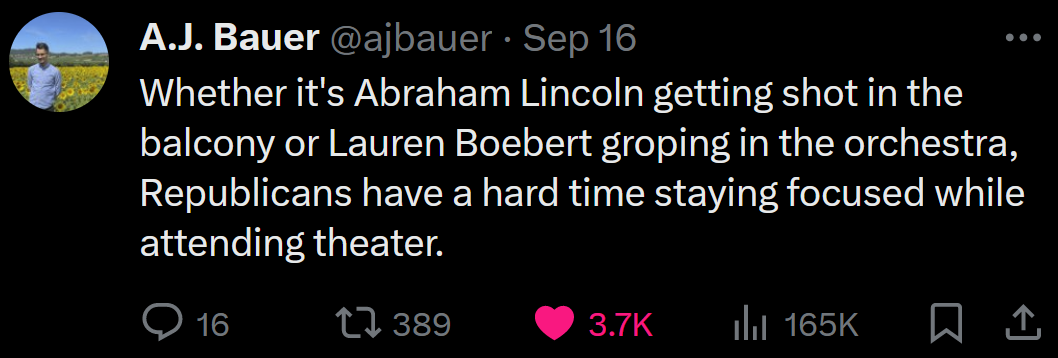 A.J. Bauer @ajbauer · Sep 16
Whether it's Abraham Lincoln getting shot in the
balcony or Lauren Boebert groping in the orchestra,
Republicans have a hard time staying focused while
attending theater.
16 389 3.7K 165K